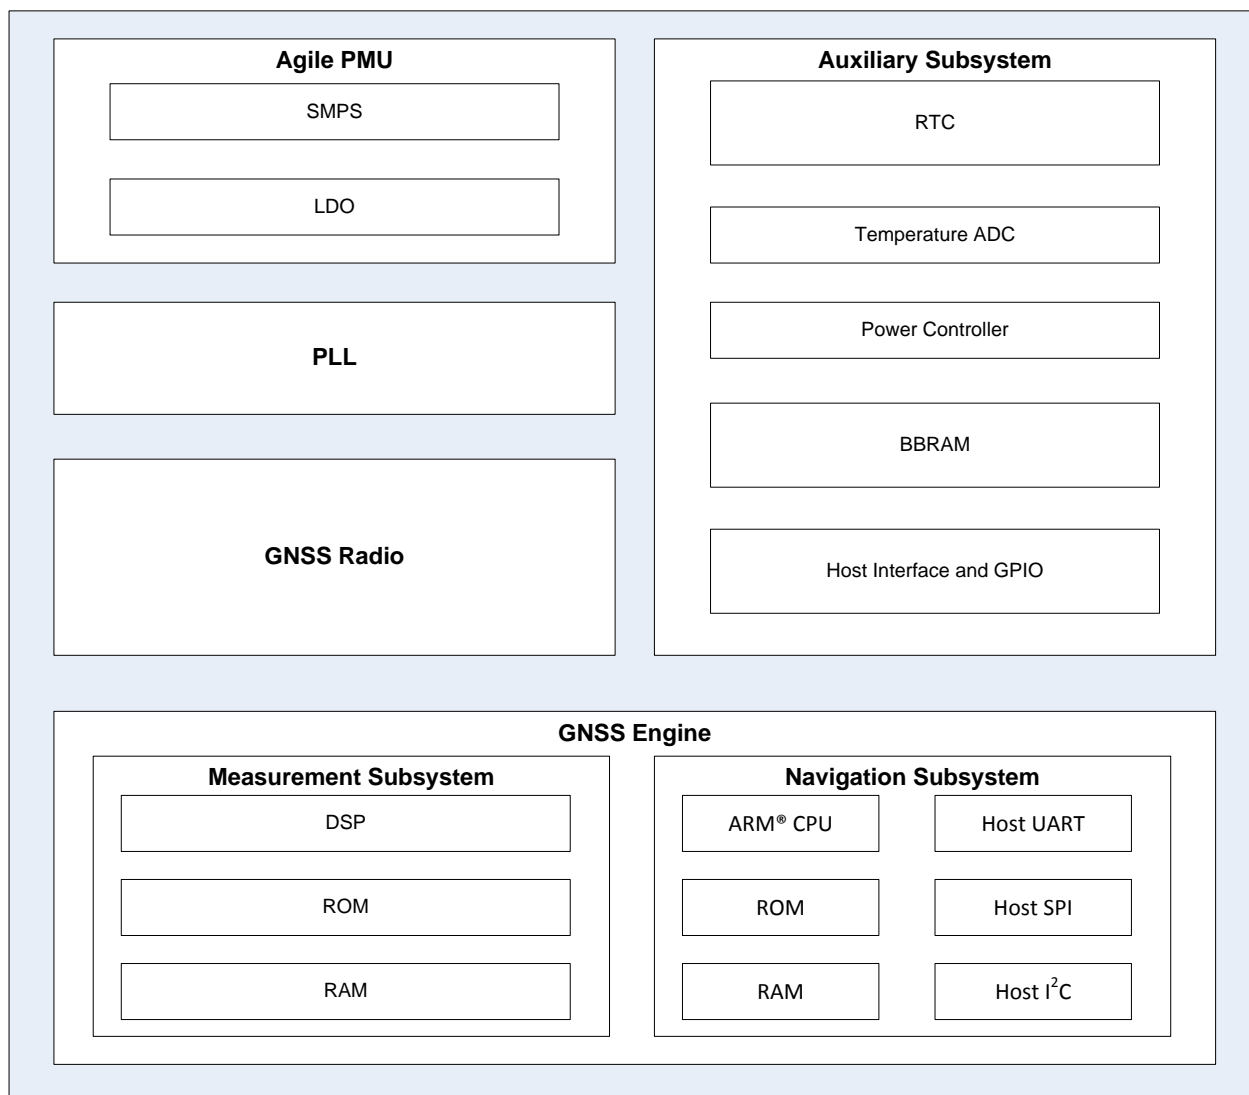 Agile PMU
SMPS
LDO
PLL
GNSS Radio
Auxiliary Subsystem
RTC
Temperature ADC
Power Controller
BBRAM
Host Interface and GPIO
GNSS Engine
Measurement Subsystem
DSP
ROM
RAM
Navigation Subsystem
ARM® CPU
ROM
RAM
Host UART
Host SPI
Host I²C